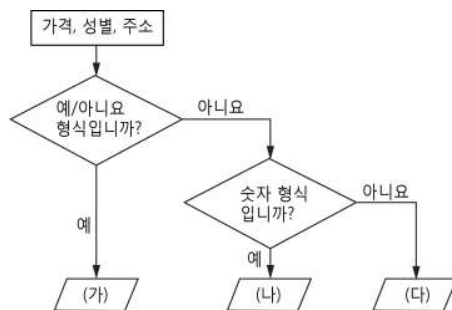 가격, 성별, 주소
예/아니요
형식입니까?
아니요
숫자 형식
입니까?
아니요
예
예
(가)
(나)
(다)